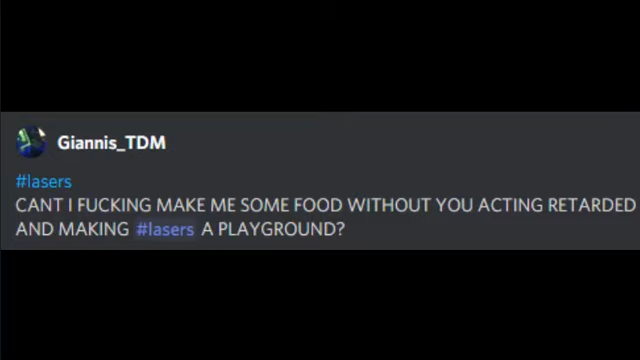 Giannis_TDM
#lasers
CANT I FUCKING MAKE ME SOME FOOD WITHOUT YOU ACTING RETARDED
AND MAKING #lasers A PLAYGROUND?